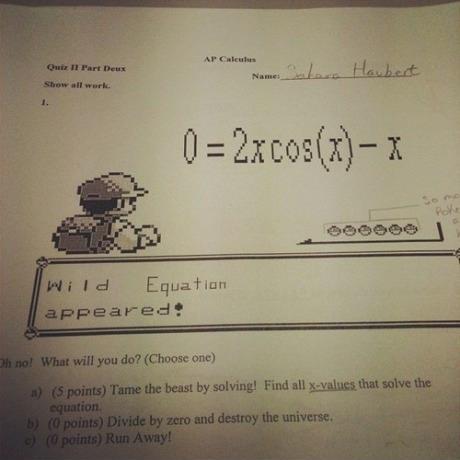 AP Calculus
Quiz II Part Deux
Name: Haubert
Show all work.
1.
0 = 2x cos(x) - x
So mo
Poke
Wild Equation
appeared!
Oh no! What will you do? (Choose one)
a) (5 points) Tame the beast by solving! Find all x-values that solve the
equation.
b) (0 points) Divide by zero and destroy the universe.
c) (0 points) Run Away!